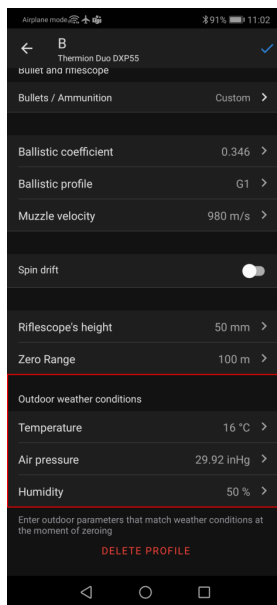 Airplane mode 91% 11:02
B
Thermion Duo DXP55
Bullet and riflescope
Bullets / Ammunition Custom
Ballistic coefficient 0.346
Ballistic profile G1
Muzzle velocity 980 m/s
Spin drift
Riflescope's height 50 mm
Zero Range 100 m
Outdoor weather conditions
Temperature 16 °C
Air pressure 29.92 inHg
Humidity 50 %
Enter outdoor parameters that match weather conditions at
the moment of zeroing
DELETE PROFILE